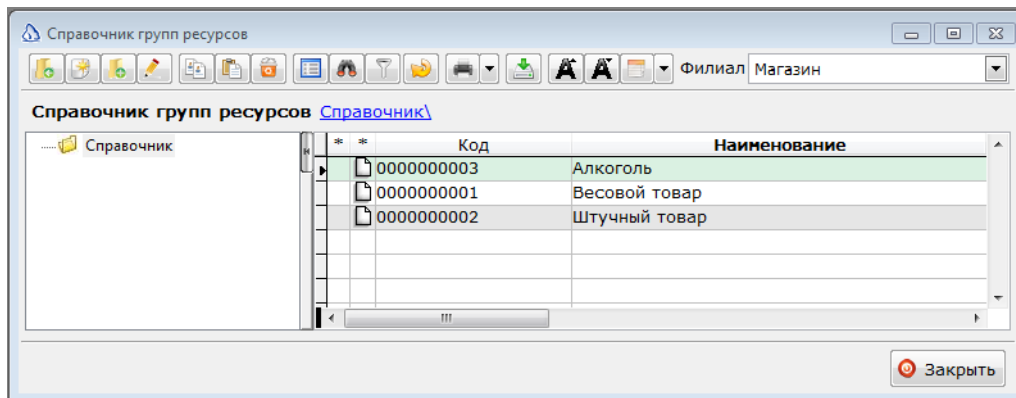 Справочник групп ресурсов
Филиал Магазин
Справочник групп ресурсов Справочник\
Справочник
* * Код Наименование
0000000003 Алкоголь
0000000001 Весовой товар
0000000002 Штучный товар
Закрыть